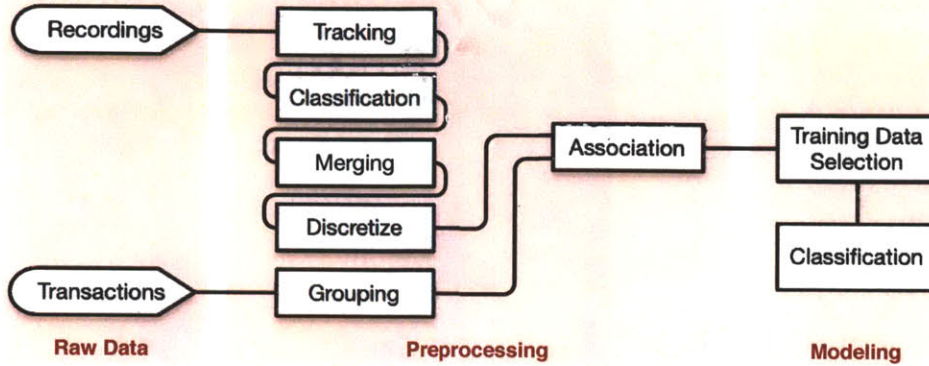 Recordings
Tracking
Classification
Merging
Discretize
Transactions
Grouping
Association
Training Data
Selection
Classification
Raw Data
Preprocessing
Modeling